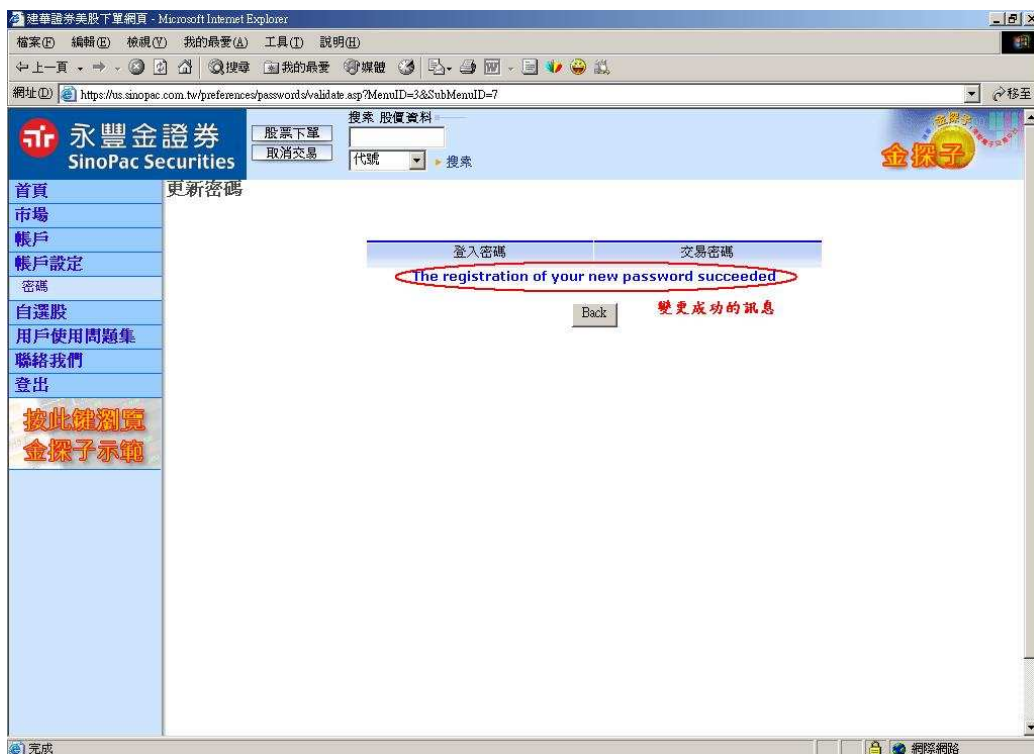 建華證券美股下單網頁 - Microsoft Internet Explorer
檔案(F) 編輯(E) 檢視(V) 我的最愛(A) 工具(T) 說明(H)
上一頁 搜尋 我的最愛 媒體
網址(D) https://us.sinopac.com.tw/preferences/passwords/validate.asp?MenuID=3&SubMenuID=7 移至
永豐金證券
SinoPac Securities
股票下單
取消交易
搜索 股價資料
代號 搜索
金探子
金探子
首頁
市場
帳戶
帳戶設定
密碼
自選股
用戶使用問題集
聯絡我們
登出
按此鍵瀏覽
金探子示範
更新密碼
登入密碼 交易密碼
The registration of your new password succeeded
Back 變更成功的訊息
完成 網際網路